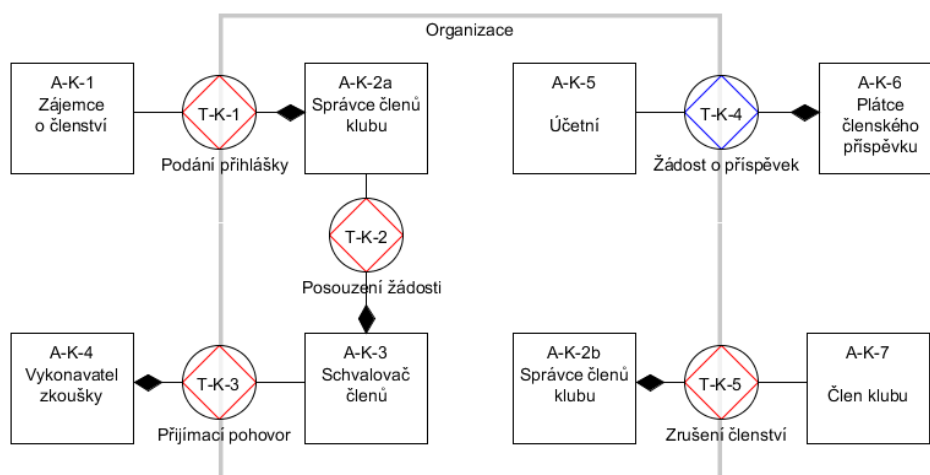 Organizace
A-K-1
Zájemce
o členství
T-K-1
Podání přihlášky
A-K-2a
Správce členů
klubu
A-K-5
Účetní
T-K-4
Žádost o příspěvek
A-K-6
Plátce
členského
příspěvku
T-K-2
Posouzení žádosti
A-K-4
Vykonavatel
zkoušky
T-K-3
Přijímací pohovor
A-K-3
Schvalovač
členů
A-K-2b
Správce členů
klubu
T-K-5
Zrušení členství
A-K-7
Člen klubu